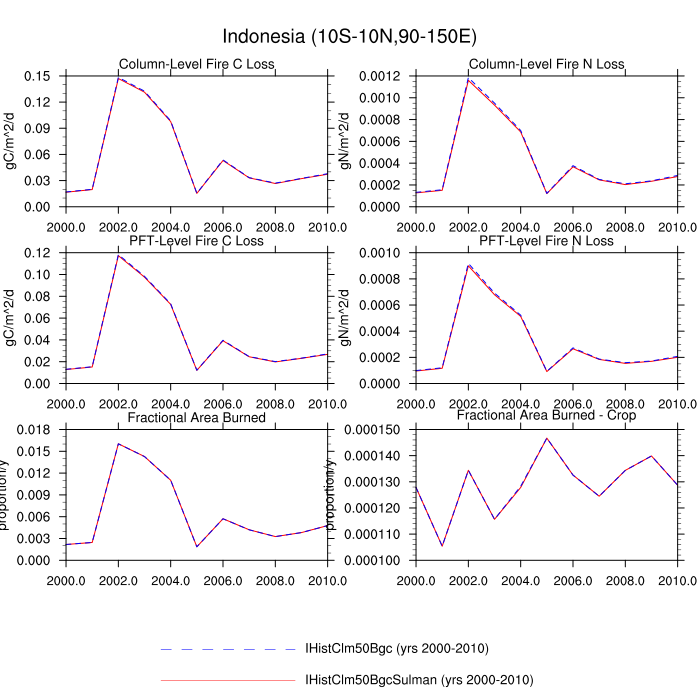 Indonesia (10S-10N,90-150E)
Column-Level Fire C Loss
gC/m^2/d
0.15
0.12
0.09
0.06
0.03
0.00
2000.0 2002.0 2004.0 2006.0 2008.0 2010.0
Column-Level Fire N Loss
gN/m^2/d
0.0012
0.0010
0.0008
0.0006
0.0004
0.0002
0.0000
2000.0 2002.0 2004.0 2006.0 2008.0 2010.0
PFT-Level Fire C Loss
gC/m^2/d
0.12
0.10
0.08
0.06
0.04
0.02
0.00
2000.0 2002.0 2004.0 2006.0 2008.0 2010.0
PFT-Level Fire N Loss
gN/m^2/d
0.0010
0.0008
0.0006
0.0004
0.0002
0.0000
2000.0 2002.0 2004.0 2006.0 2008.0 2010.0
Fractional Area Burned
proportion/y
0.018
0.015
0.012
0.009
0.006
0.003
0.000
2000.0 2002.0 2004.0 2006.0 2008.0 2010.0
Fractional Area Burned - Crop
proportion/y
0.000150
0.000140
0.000130
0.000120
0.000110
0.000100
2000.0 2002.0 2004.0 2006.0 2008.0 2010.0
IHistClm50Bgc (yrs 2000-2010)
IHistClm50BgcSulman (yrs 2000-2010)